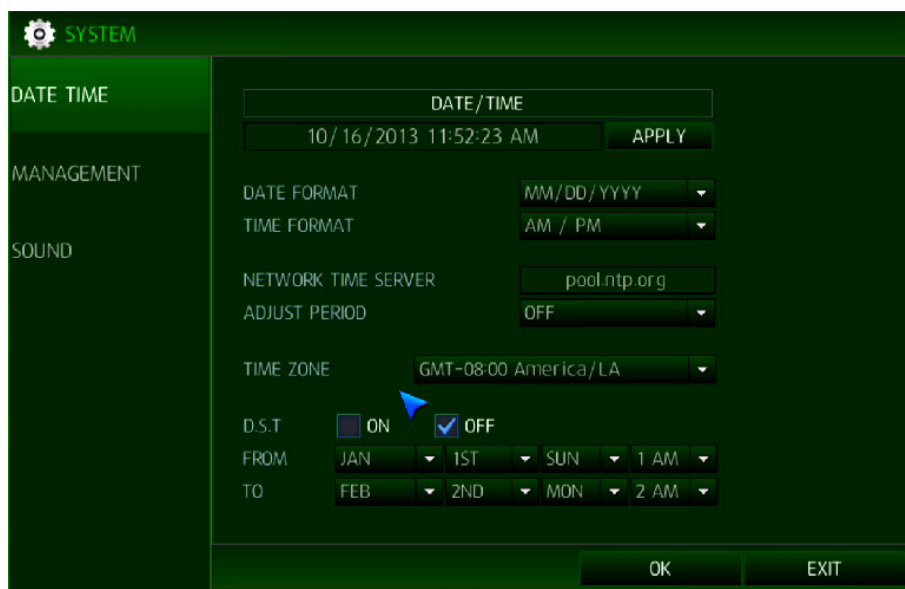 SYSTEM
DATE TIME
MANAGEMENT
SOUND
DATE/TIME
10/16/2013 11:52:23 AM APPLY
DATE FORMAT MM/DD/YYYY
TIME FORMAT AM / PM
NETWORK TIME SERVER pool.ntp.org
ADJUST PERIOD OFF
TIME ZONE GMT-08:00 America/LA
D.S.T ON OFF
FROM JAN 1ST SUN 1 AM
TO FEB 2ND MON 2 AM
OK EXIT